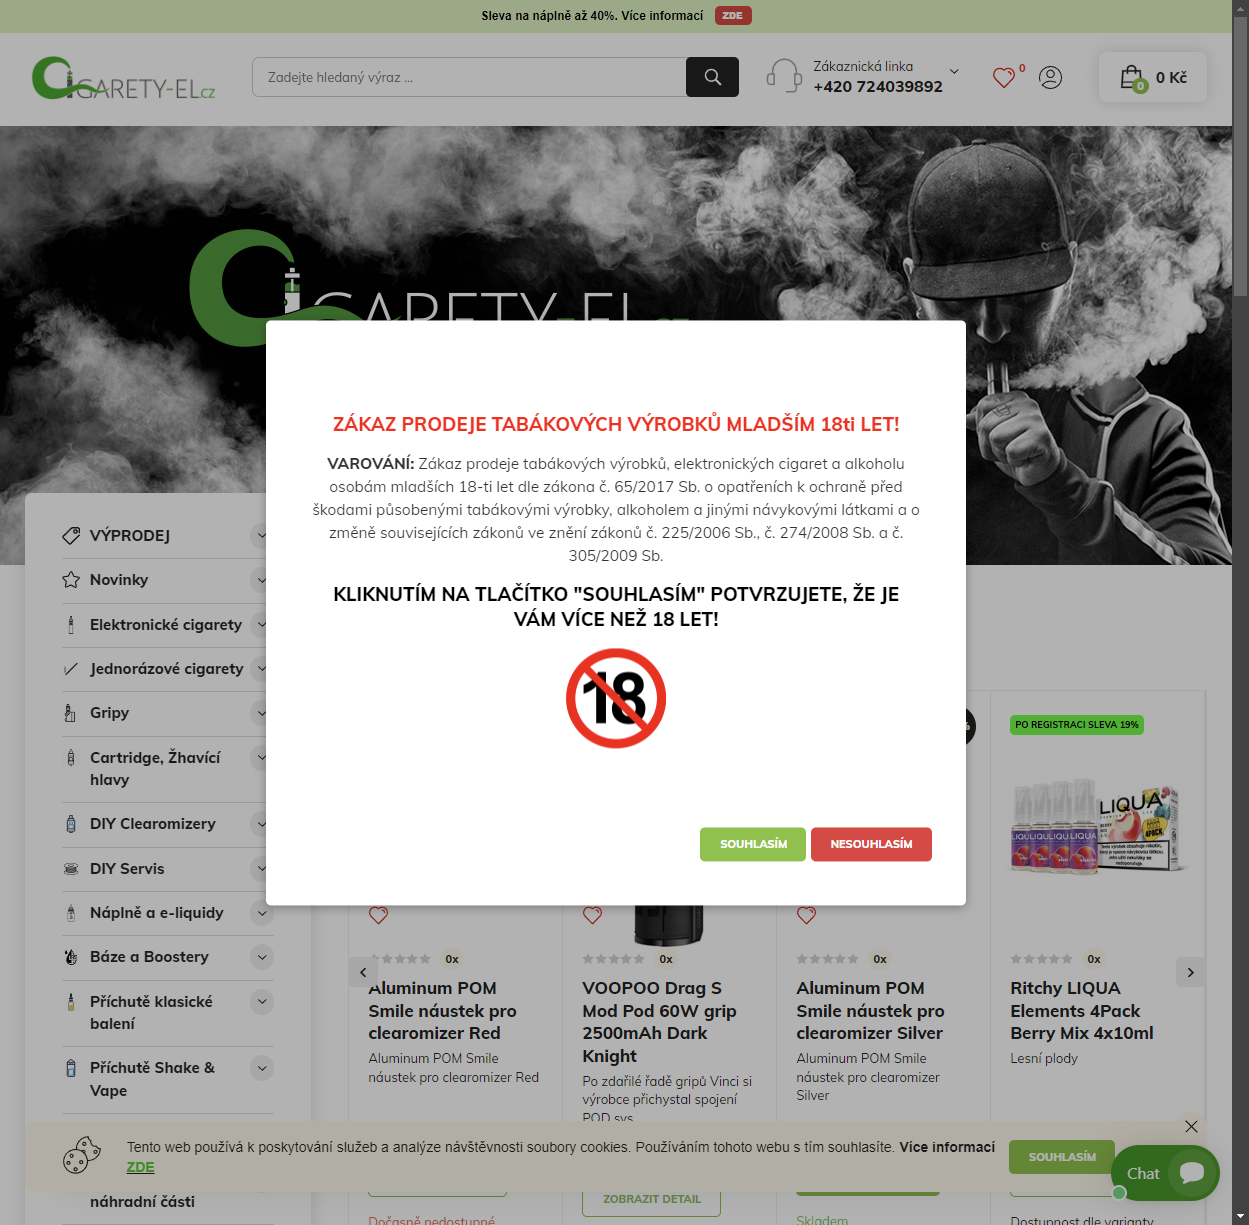 Sleva na náplně až 40%. Více informací ZDE
CIGARETY-EL.CZ
Zadejte hledaný výraz ...
Zákaznická linka
+420 724039892
0
0
0 Kč
CIGARETY-EL
ZÁKAZ PRODEJE TABÁKOVÝCH VÝROBKŮ MLADŠÍM 18ti LET!
VAROVÁNÍ: Zákaz prodeje tabákových výrobků, elektronických cigaret a alkoholu
osobám mladších 18-ti let dle zákona č. 65/2017 Sb. o opatřeních k ochraně před
škodami působenými tabákovými výrobky, alkoholem a jinými návykovými látkami a o
změně souvisejících zákonů ve znění zákonů č. 225/2006 Sb., č. 274/2008 Sb. a č.
305/2009 Sb.
KLIKNUTÍM NA TLAČÍTKO "SOUHLASÍM" POTVRZUJETE, ŽE JE
VÁM VÍCE NEŽ 18 LET!
18
SOUHLASÍM
NESOUHLASÍM
VÝPRODEJ
Novinky
Elektronické cigarety
Jednorázové cigarety
Gripy
Cartridge, Žhavící
hlavy
DIY Clearomizery
DIY Servis
Náplně a e-liquidy
Báze a Boostery
Příchutě klasické
balení
Příchutě Shake &
Vape
náhradní části
%
PO REGISTRACI SLEVA 19%
LIQUA
LIQUA
LIQUA
LIQUA
LIQUA
4PACK
0x
Aluminum POM
Smile náustek pro
clearomizer Red
Aluminum POM Smile
náustek pro clearomizer Red
Dočasně nedostupné
0x
VOOPOO Drag S
Mod Pod 60W grip
2500mAh Dark
Knight
Po zdařilé řadě gripů Vinci si
výrobce přichystal spojení
POD sys
ZOBRAZIT DETAIL
0x
Aluminum POM
Smile náustek pro
clearomizer Silver
Aluminum POM Smile
náustek pro clearomizer
Silver
Skladem
0x
Ritchy LIQUA
Elements 4Pack
Berry Mix 4x10ml
Lesní plody
Dostupnost dle varianty
Tento web používá k poskytování služeb a analýze návštěvnosti soubory cookies. Používáním tohoto webu s tím souhlasíte. Více informací
ZDE
SOUHLASÍM
Chat